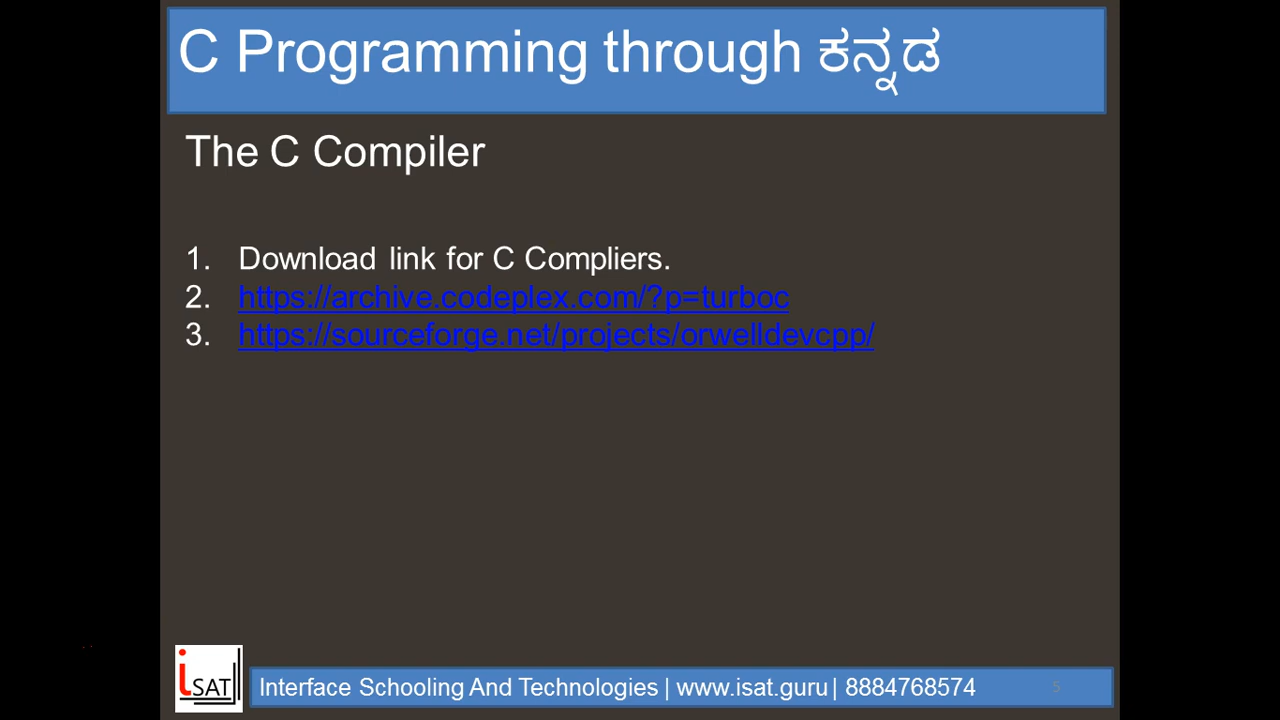 C Programming through ಕನ್ನಡ
The C Compiler
1. Download link for C Compliers.
2. https://archive.codeplex.com/?p=turboc
3. https://sourceforge.net/projects/orwelldevcpp/
iSAT
Interface Schooling And Technologies | www.isat.guru | 8884768574
5